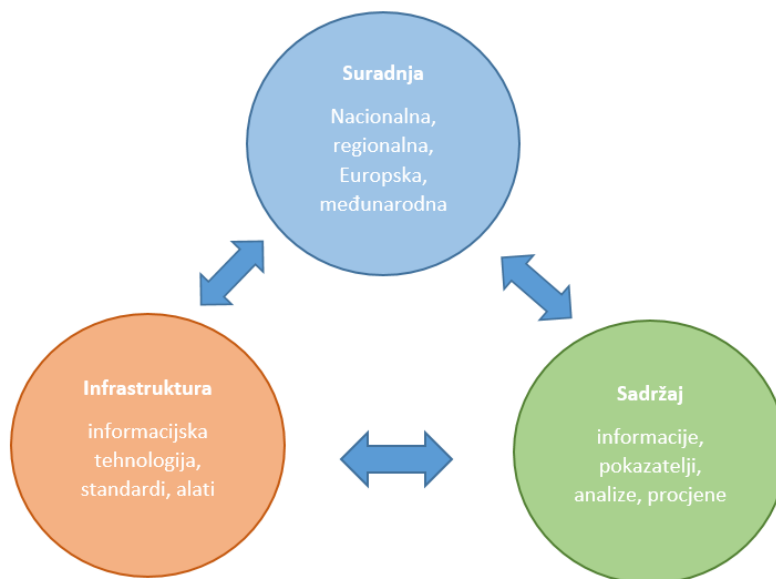 Suradnja
Nacionalna,
regionalna,
Europska,
međunarodna
Infrastruktura
informacijska
tehnologija,
standardi, alati
Sadržaj
informacije,
pokazatelji,
analize, procjene